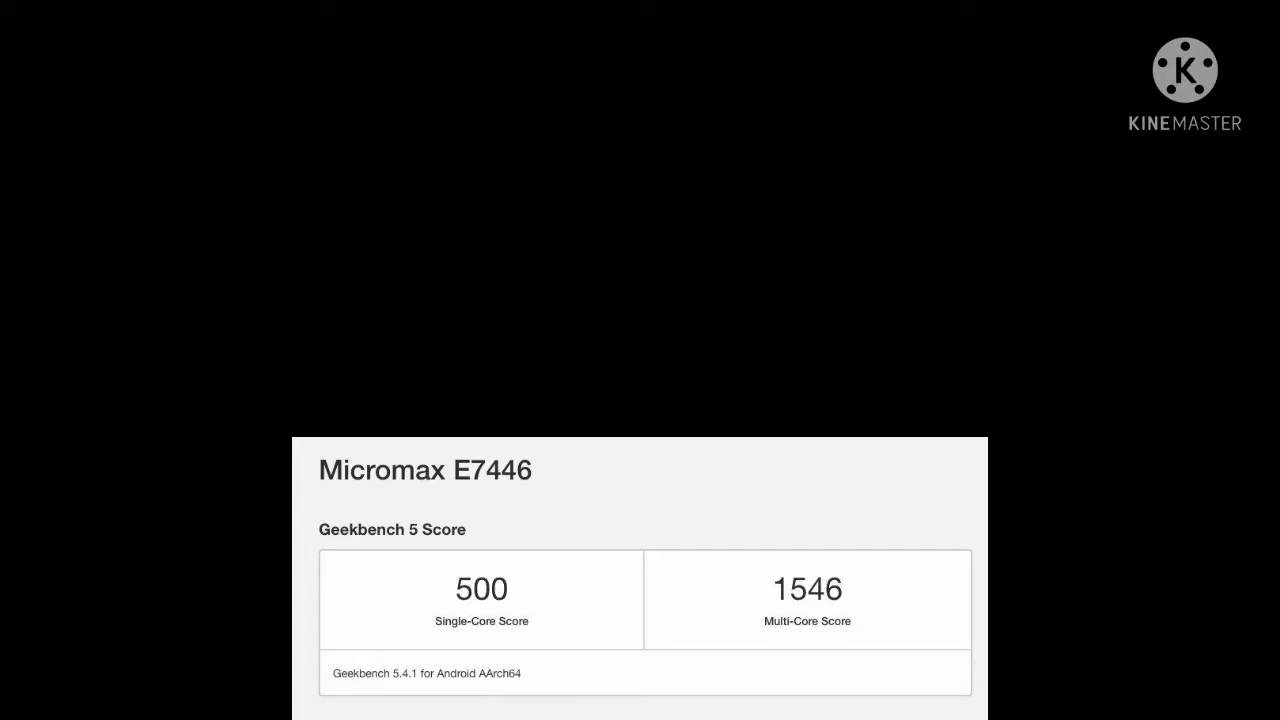 K
KINEMASTER
Micromax E7446
Geekbench 5 Score
500
Single-Core Score
1546
Multi-Core Score
Geekbench 5.4.1 for Android AArch64